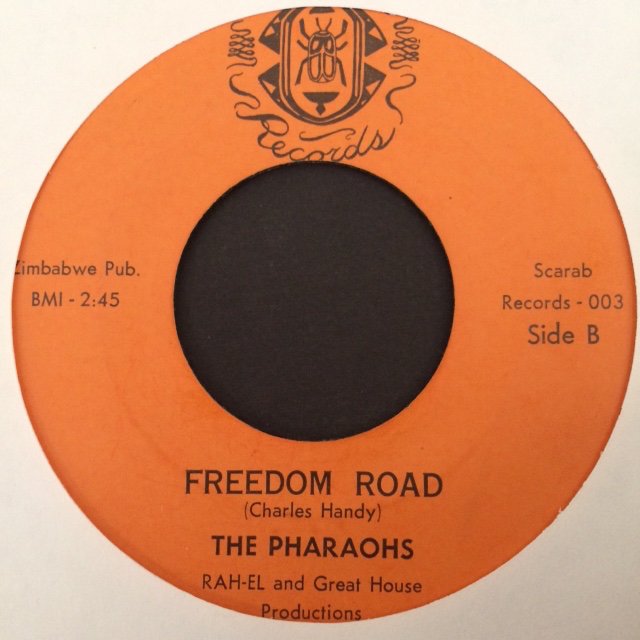 Records
Zimbabwe Pub.
BMI - 2:45
Scarab
Records - 003
Side B
FREEDOM ROAD
(Charles Handy)
THE PHARAOHS
RAH-EL and Great House
Productions